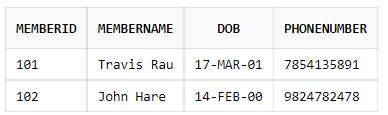 MEMBERID MEMBERNAME DOB PHONENUMBER
101 Travis Rau 17-MAR-01 7854135891
102 John Hare 14-FEB-00 9824782478